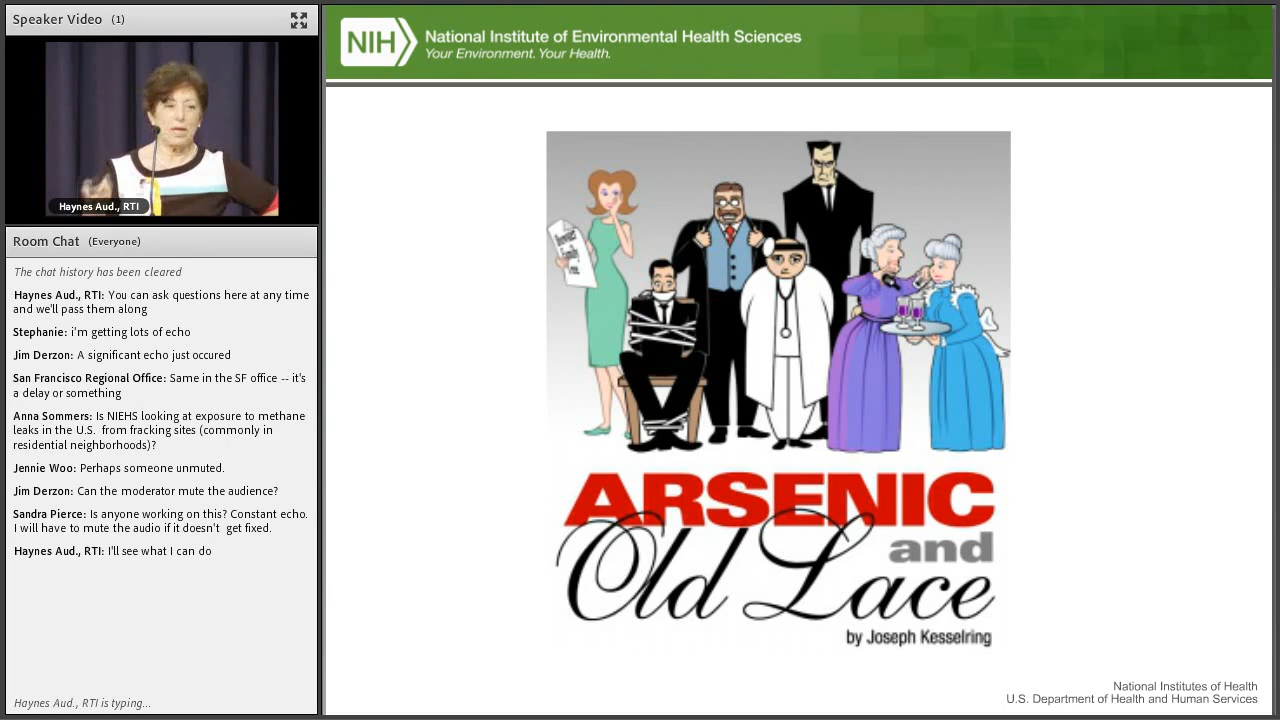 Speaker Video (1)
Haynes Aud., RTI
Room Chat (Everyone)
The chat history has been cleared
Haynes Aud., RTI: You can ask questions here at any time
and we'll pass them along
Stephanie: i'm getting lots of echo
Jim Derzon: A significant echo just occured
San Francisco Regional Office: Same in the SF office -- it's
a delay or something
Anna Sommers: Is NIEHS looking at exposure to methane
leaks in the U.S. from fracking sites (commonly in
residential neighborhoods)?
Jennie Woo: Perhaps someone unmuted.
Jim Derzon: Can the moderator mute the audience?
Sandra Pierce: Is anyone working on this? Constant echo.
I will have to mute the audio if it doesn't get fixed.
Haynes Aud., RTI: I'll see what I can do
Haynes Aud., RTI is typing...
NIH
National Institute of Environmental Health Sciences
Your Environment. Your Health.
ARSENIC
and
Old Lace
by Joseph Kesselring
National Institutes of Health
U.S. Department of Health and Human Services